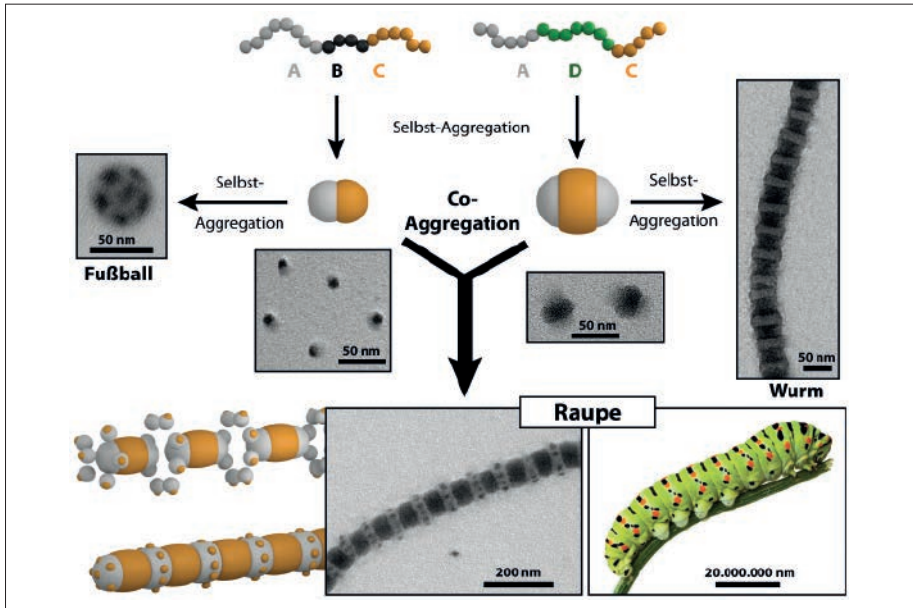 A B C
A D C
Selbst-Aggregation
Selbst-
Aggregation
50 nm
Fußball
Co-
Aggregation
Selbst-
Aggregation
50 nm
50 nm
50 nm
Wurm
Raupe
200 nm
20.000.000 nm